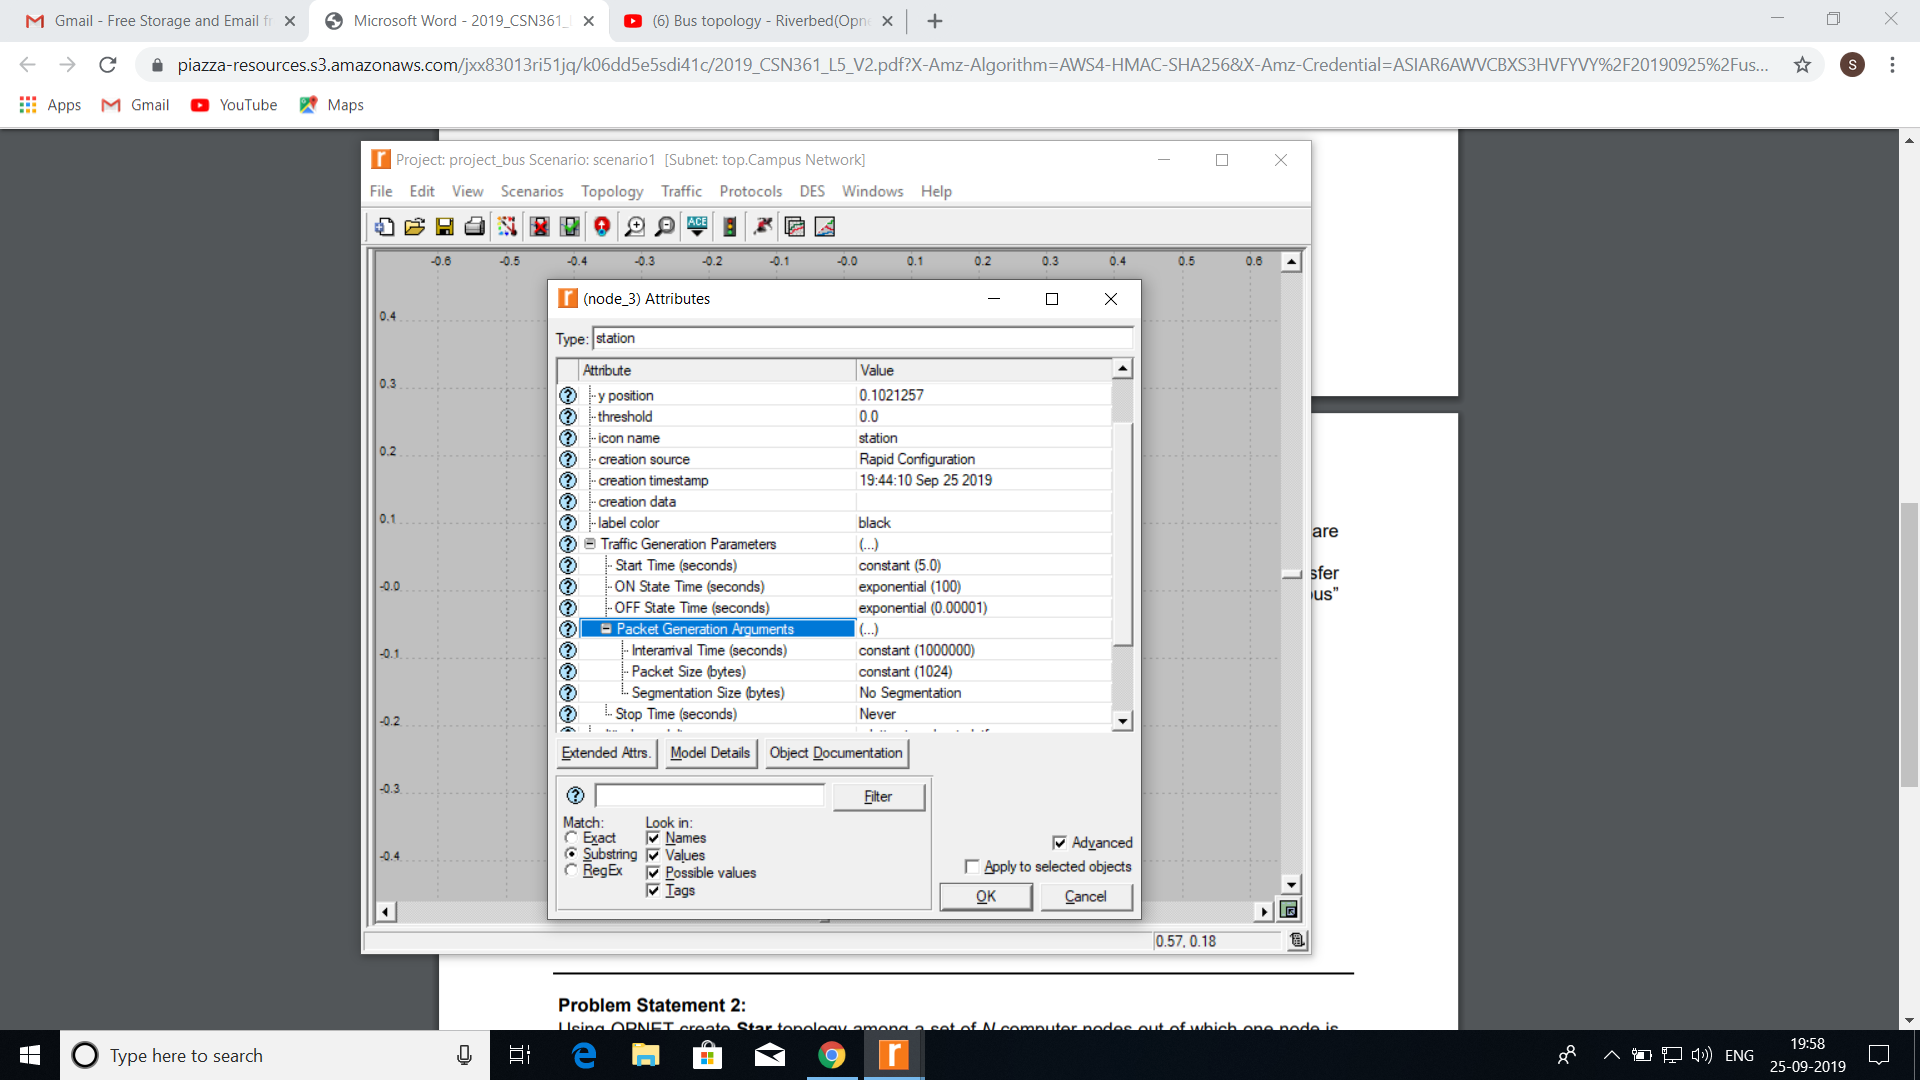 Gmail - Free Storage and Email f
Microsoft Word - 2019_CSN361_
(6) Bus topology - Riverbed(Opn
piazza-resources.s3.amazonaws.com/jxx83013ri51jq/k06dd5e5sdi41c/2019_CSN361_L5_V2.pdf?X-Amz-Algorithm=AWS4-HMAC-SHA256&X-Amz-Credential=ASIAR6AWVCBXS3HVFYVY%2F20190925%2Fus...
S
Apps
Gmail
YouTube
Maps
Project: project_bus Scenario: scenario1 [Subnet: top.Campus Network]
File Edit View Scenarios Topology Traffic Protocols DES Windows Help
ACE
-0.6 -0.5 -0.4 -0.3 -0.2 -0.1 -0.0 0.1 0.2 0.3 0.4 0.5 0.6
0.4
0.3
0.2
0.1
-0.0
-0.1
-0.2
-0.3
-0.4
(node_3) Attributes
Type: station
Attribute Value
y position 0.1021257
threshold 0.0
icon name station
creation source Rapid Configuration
creation timestamp 19:44:10 Sep 25 2019
creation data
label color black
Traffic Generation Parameters (...)
Start Time (seconds) constant (5.0)
ON State Time (seconds) exponential (100)
OFF State Time (seconds) exponential (0.00001)
Packet Generation Arguments (...)
Interarrival Time (seconds) constant (1000000)
Packet Size (bytes) constant (1024)
Segmentation Size (bytes) No Segmentation
Stop Time (seconds) Never
Extended Attrs. Model Details Object Documentation
Filter
Match: Look in:
Exact Names
Substring Values
RegEx Possible values
Tags
Advanced
Apply to selected objects
OK Cancel
0.57, 0.18
are
sfer
ous”
Problem Statement 2:
Using OPNET create Star topology among a set of N computer nodes out of which one node is
Type here to search
ENG
19:58
25-09-2019